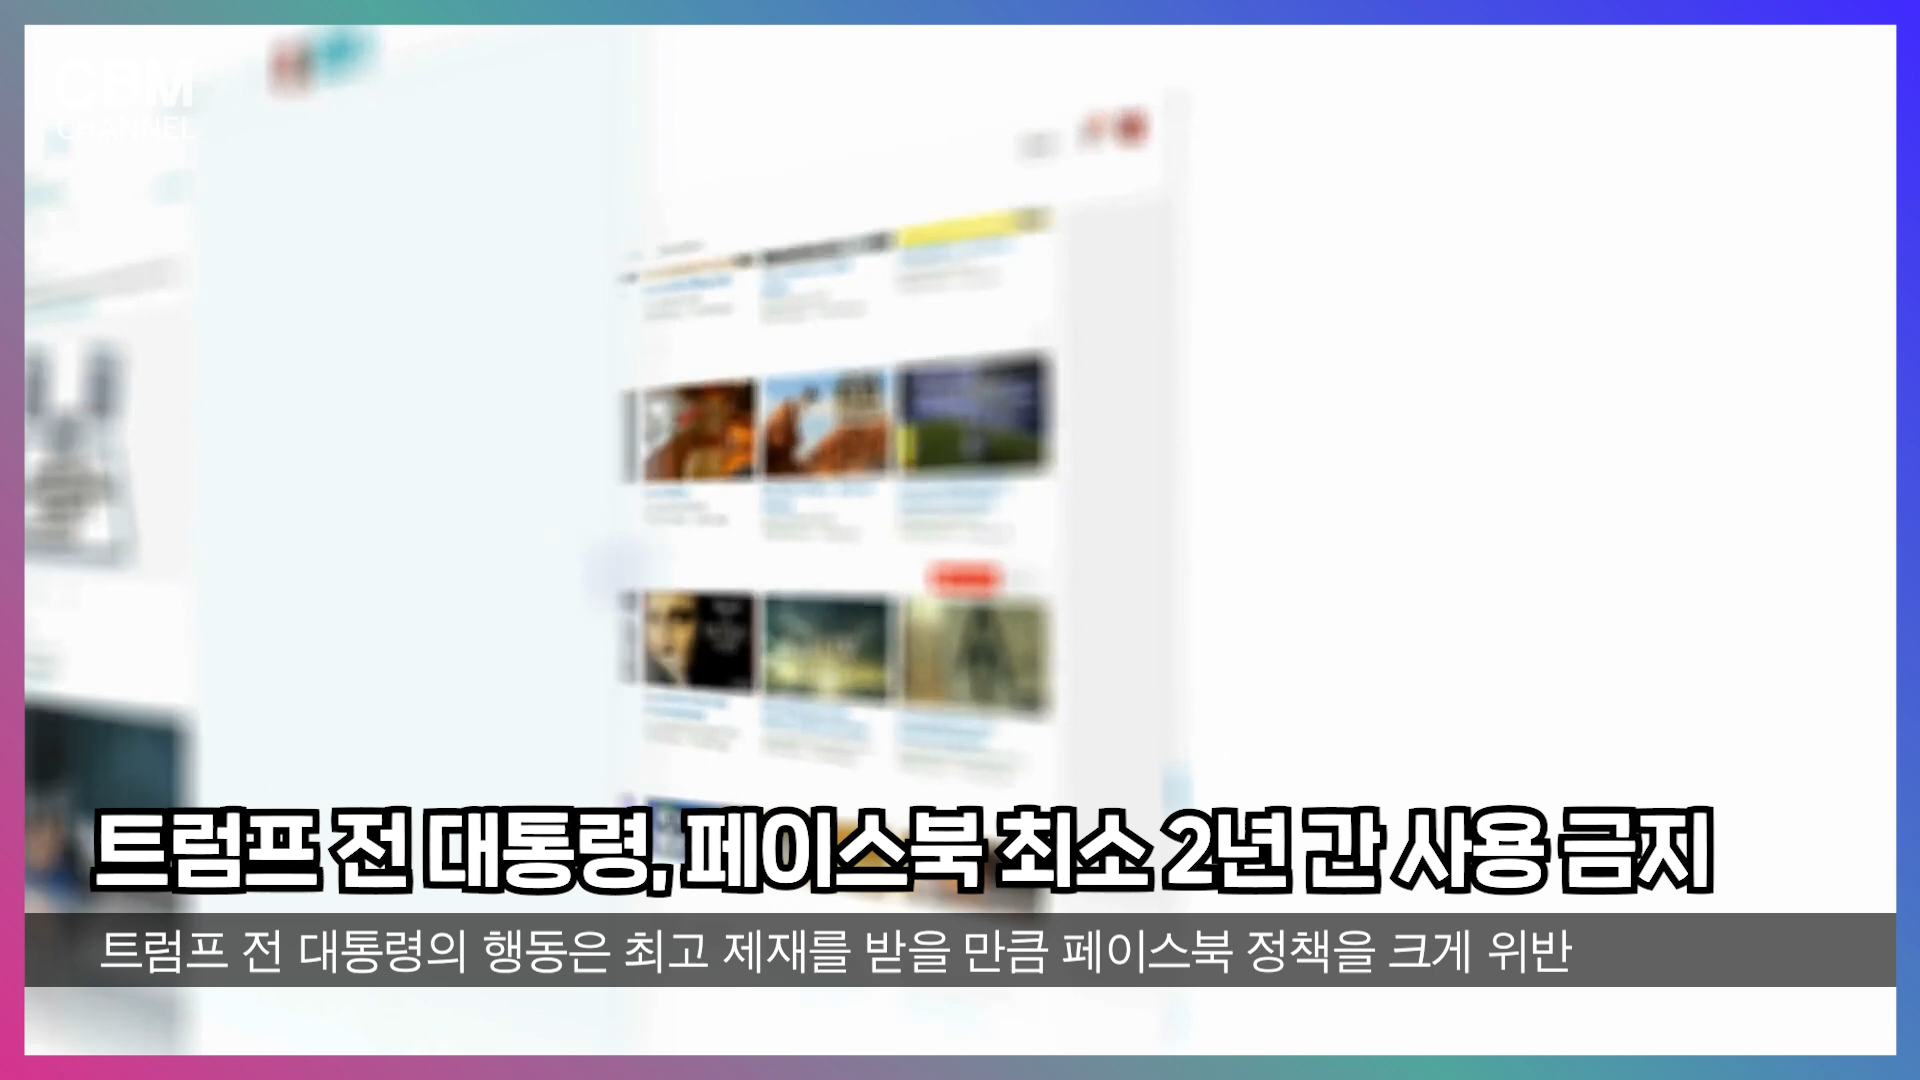 CBM
CHANNEL
트럼프 전 대통령, 페이스북 최소 2년 간 사용 금지
트럼프 전 대통령의 행동은 최고 제재를 받을 만큼 페이스북 정책을 크게 위반